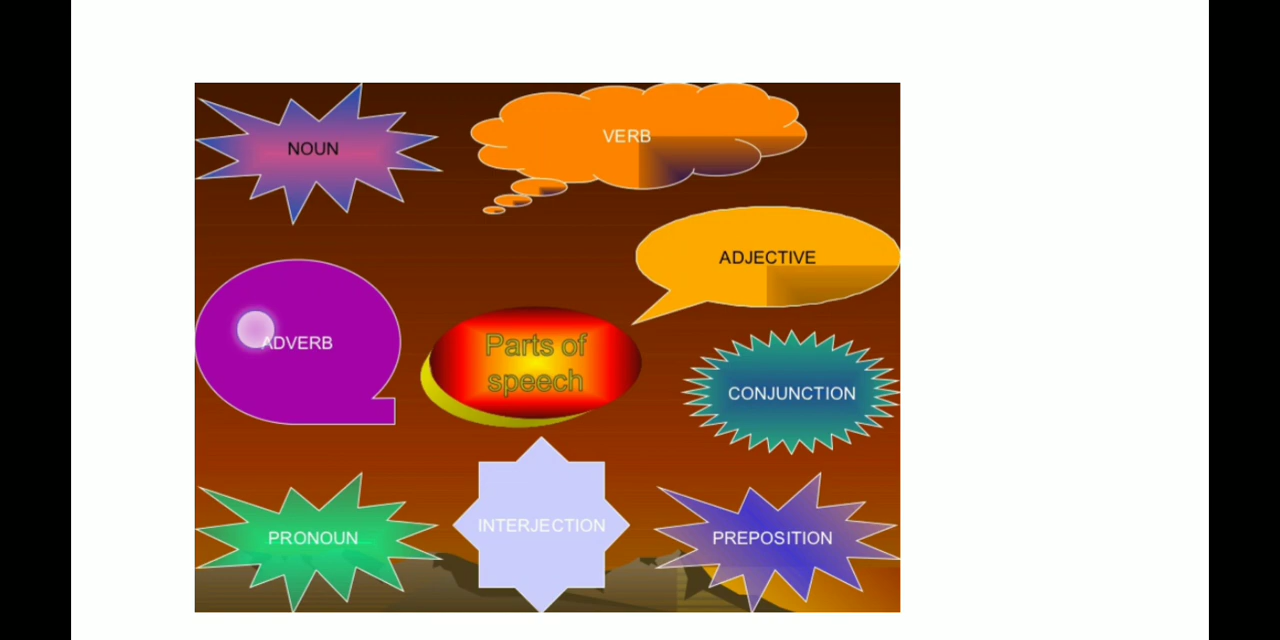 NOUN
VERB
ADJECTIVE
ADVERB
Parts of
speech
CONJUNCTION
PRONOUN
INTERJECTION
PREPOSITION